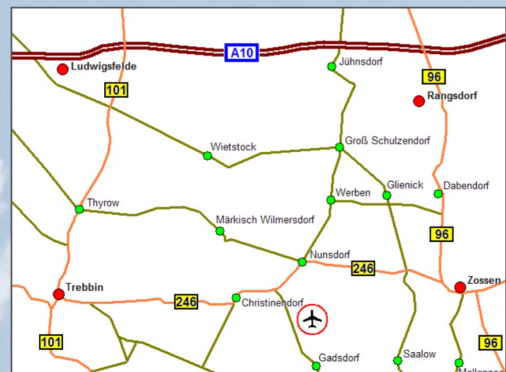 A10
Ludwigsfelde
Jühnsdorf
96
101
Rangsdorf
Wietstock
Groß Schulzendorf
Werben
Glienick
Dabendorf
Thyrow
Märkisch Wilmersdorf
96
Nunsdorf
246
Trebbin
Zossen
246
Christinendorf
101
96
Gadsdorf
Saalow